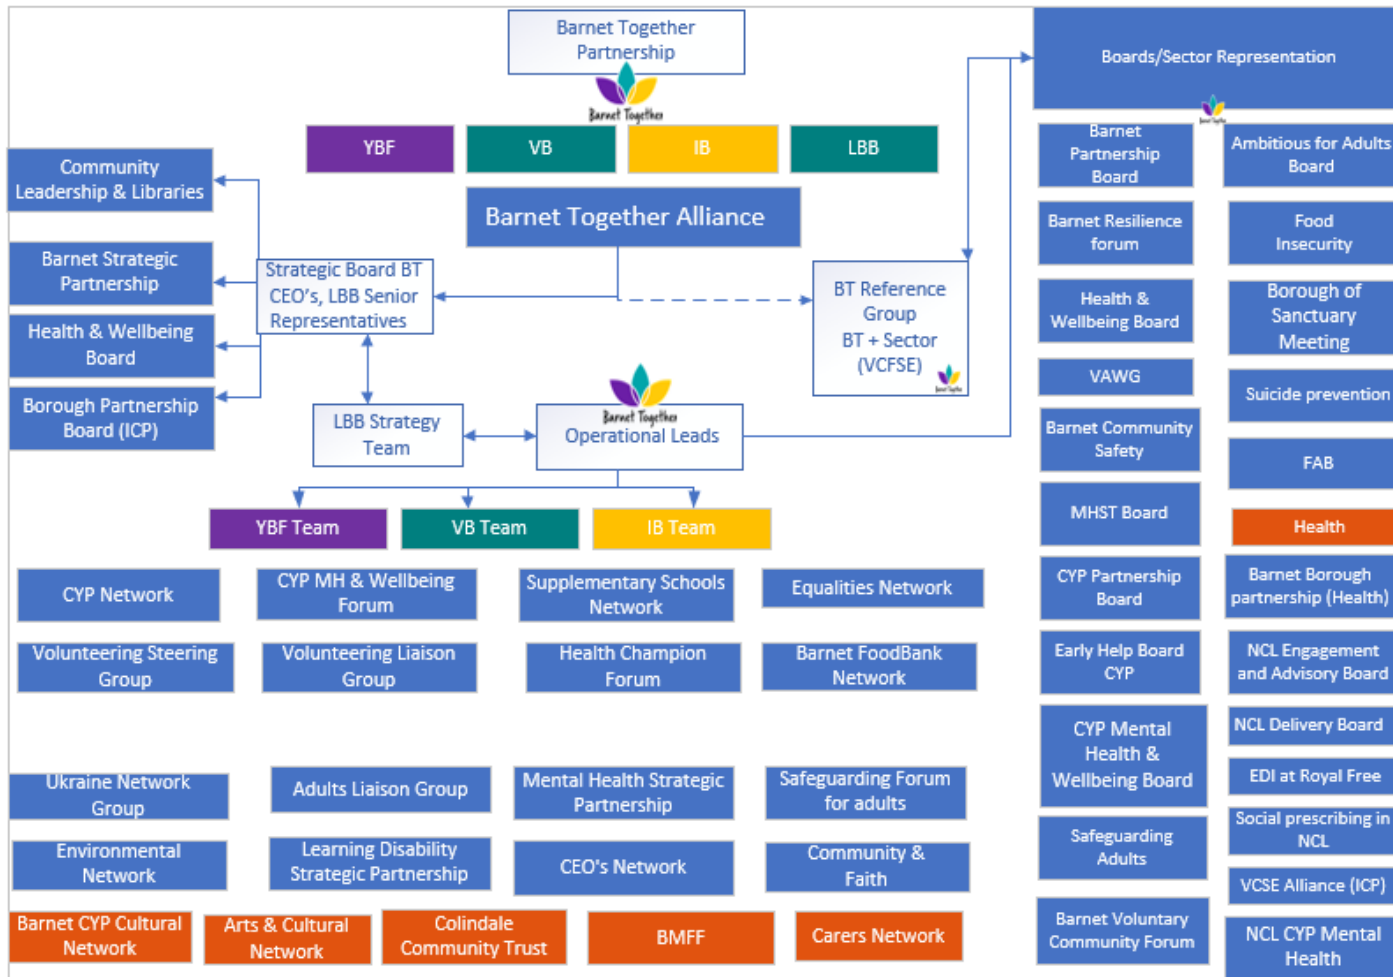 Barnet Together
Partnership
Barnet Together
YBF
VB
IB
LBB
Barnet Together Alliance
Community
Leadership & Libraries
Barnet Strategic
Partnership
Health & Wellbeing
Board
Borough Partnership
Board (ICP)
Strategic Board BT
CEO's, LBB Senior
Representatives
BT Reference
Group
BT + Sector
(VCFSE)
Barnet Together
LBB Strategy
Team
Barnet Together
Operational Leads
YBF Team
VB Team
IB Team
CYP Network
CYP MH & Wellbeing
Forum
Supplementary Schools
Network
Equalities Network
Volunteering Steering
Group
Volunteering Liaison
Group
Health Champion
Forum
Barnet FoodBank
Network
Ukraine Network
Group
Adults Liaison Group
Mental Health Strategic
Partnership
Safeguarding Forum
for adults
Environmental
Network
Learning Disability
Strategic Partnership
CEO's Network
Community &
Faith
Barnet CYP Cultural
Network
Arts & Cultural
Network
Colindale
Community Trust
BMFF
Carers Network
Boards/Sector Representation
Barnet Together
Barnet
Partnership
Board
Ambitious for Adults
Board
Barnet Resilience
forum
Food
Insecurity
Health &
Wellbeing Board
Borough of
Sanctuary
Meeting
VAWG
Suicide prevention
Barnet Community
Safety
FAB
MHST Board
Health
CYP Partnership
Board
Barnet Borough
partnership (Health)
Early Help Board
CYP
NCL Engagement
and Advisory Board
CYP Mental
Health &
Wellbeing Board
NCL Delivery Board
EDI at Royal Free
Safeguarding
Adults
Social prescribing in
NCL
VCSE Alliance (ICP)
Barnet Voluntary
Community Forum
NCL CYP Mental
Health